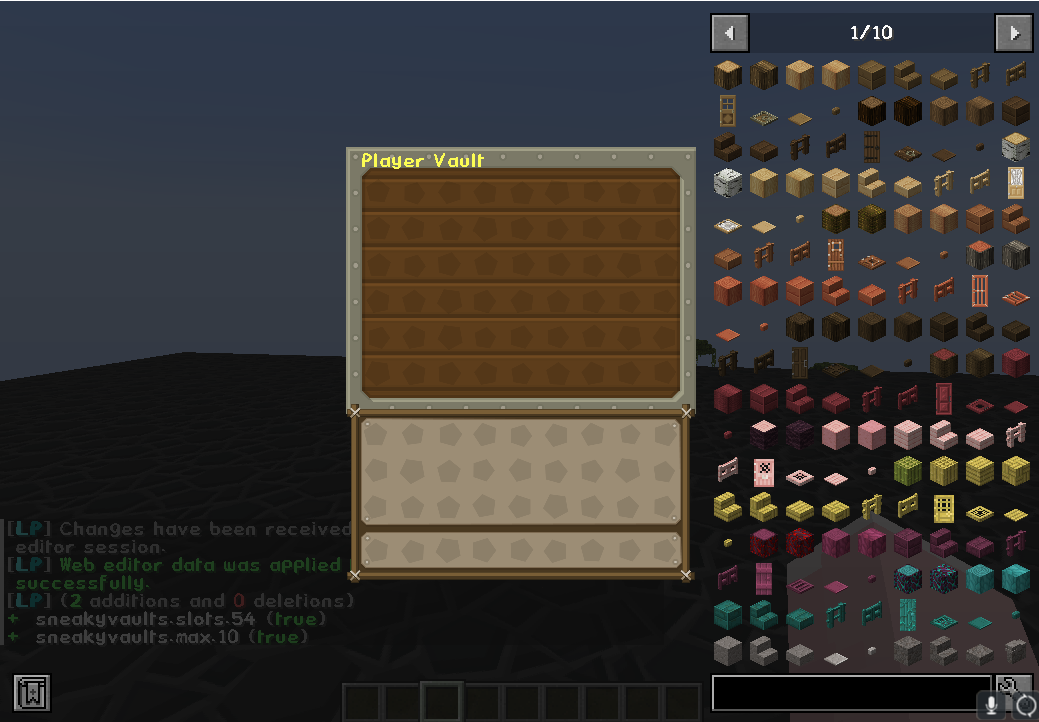 1/10
Player Vault
[LP] Changes have been received
editor session.
[LP] Web editor data was applied
successfully.
[LP] (2 additions and 0 deletions)
+ sneakyvaults.slots.54 (true)
+ sneakyvaults.max.10 (true)